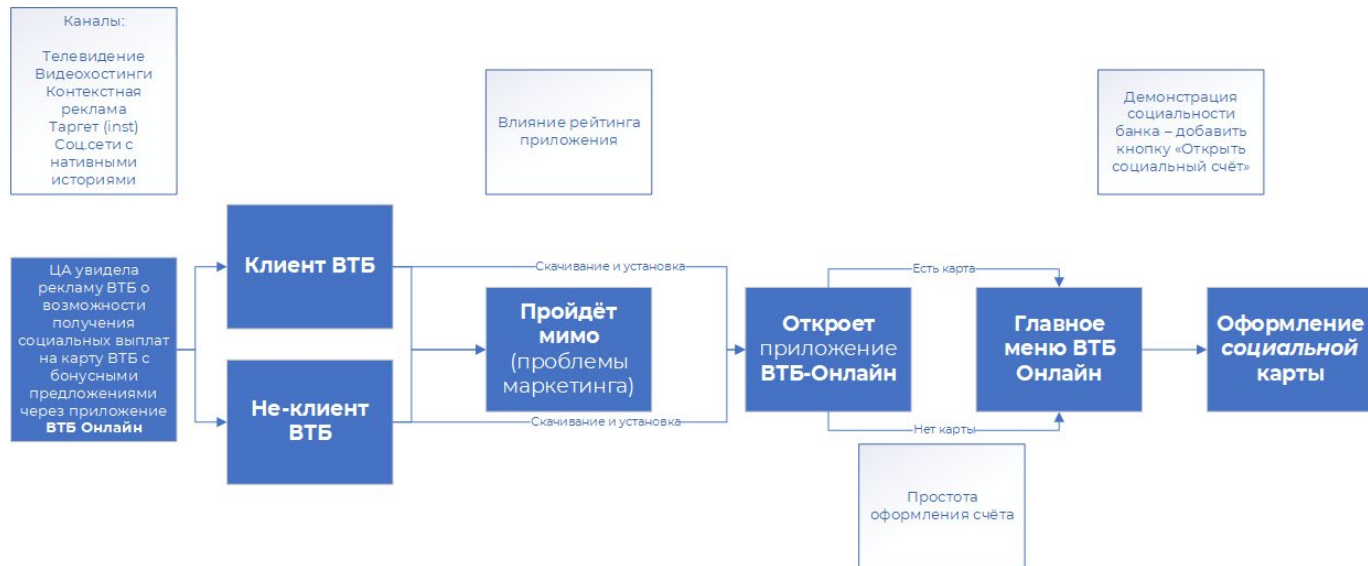 Каналы:
Телевидение
Видеохостинги
Контекстная
реклама
Таргет (inst)
Соц.сети с
нативными
историями
Влияние рейтинга
приложения
Демонстрация
социальности
банка – добавить
кнопку «Открыть
социальный счёт»
ЦА увидела
рекламу ВТБ о
возможности
получения
социальных выплат
на карту ВТБ с
бонусными
предложениями
через приложение
ВТБ Онлайн
Клиент ВТБ
Не-клиент
ВТБ
Скачивание и установка
Пройдёт
мимо
(проблемы
маркетинга)
Скачивание и установка
Откроет
приложение
ВТБ-Онлайн
Есть карта
Нет карты
Главное
меню ВТБ
Онлайн
Оформление
социальной
карты
Простота
оформления счёта